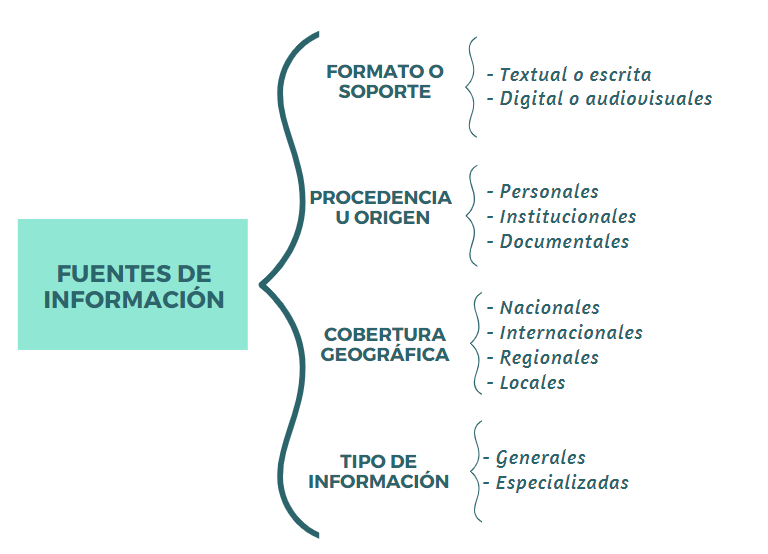 FUENTES DE
INFORMACIÓN
FORMATO O
SOPORTE
- Textual o escrita
- Digital o audiovisuales
PROCEDENCIA
U ORIGEN
- Personales
- Institucionales
- Documentales
COBERTURA
GEOGRÁFICA
- Nacionales
- Internacionales
- Regionales
- Locales
TIPO DE
INFORMACIÓN
- Generales
- Especializadas